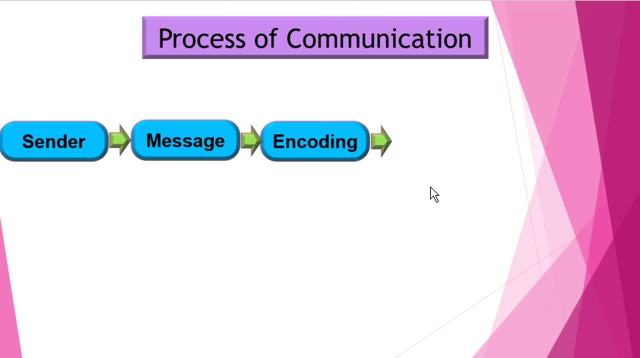 Process of Communication
Sender Message Encoding